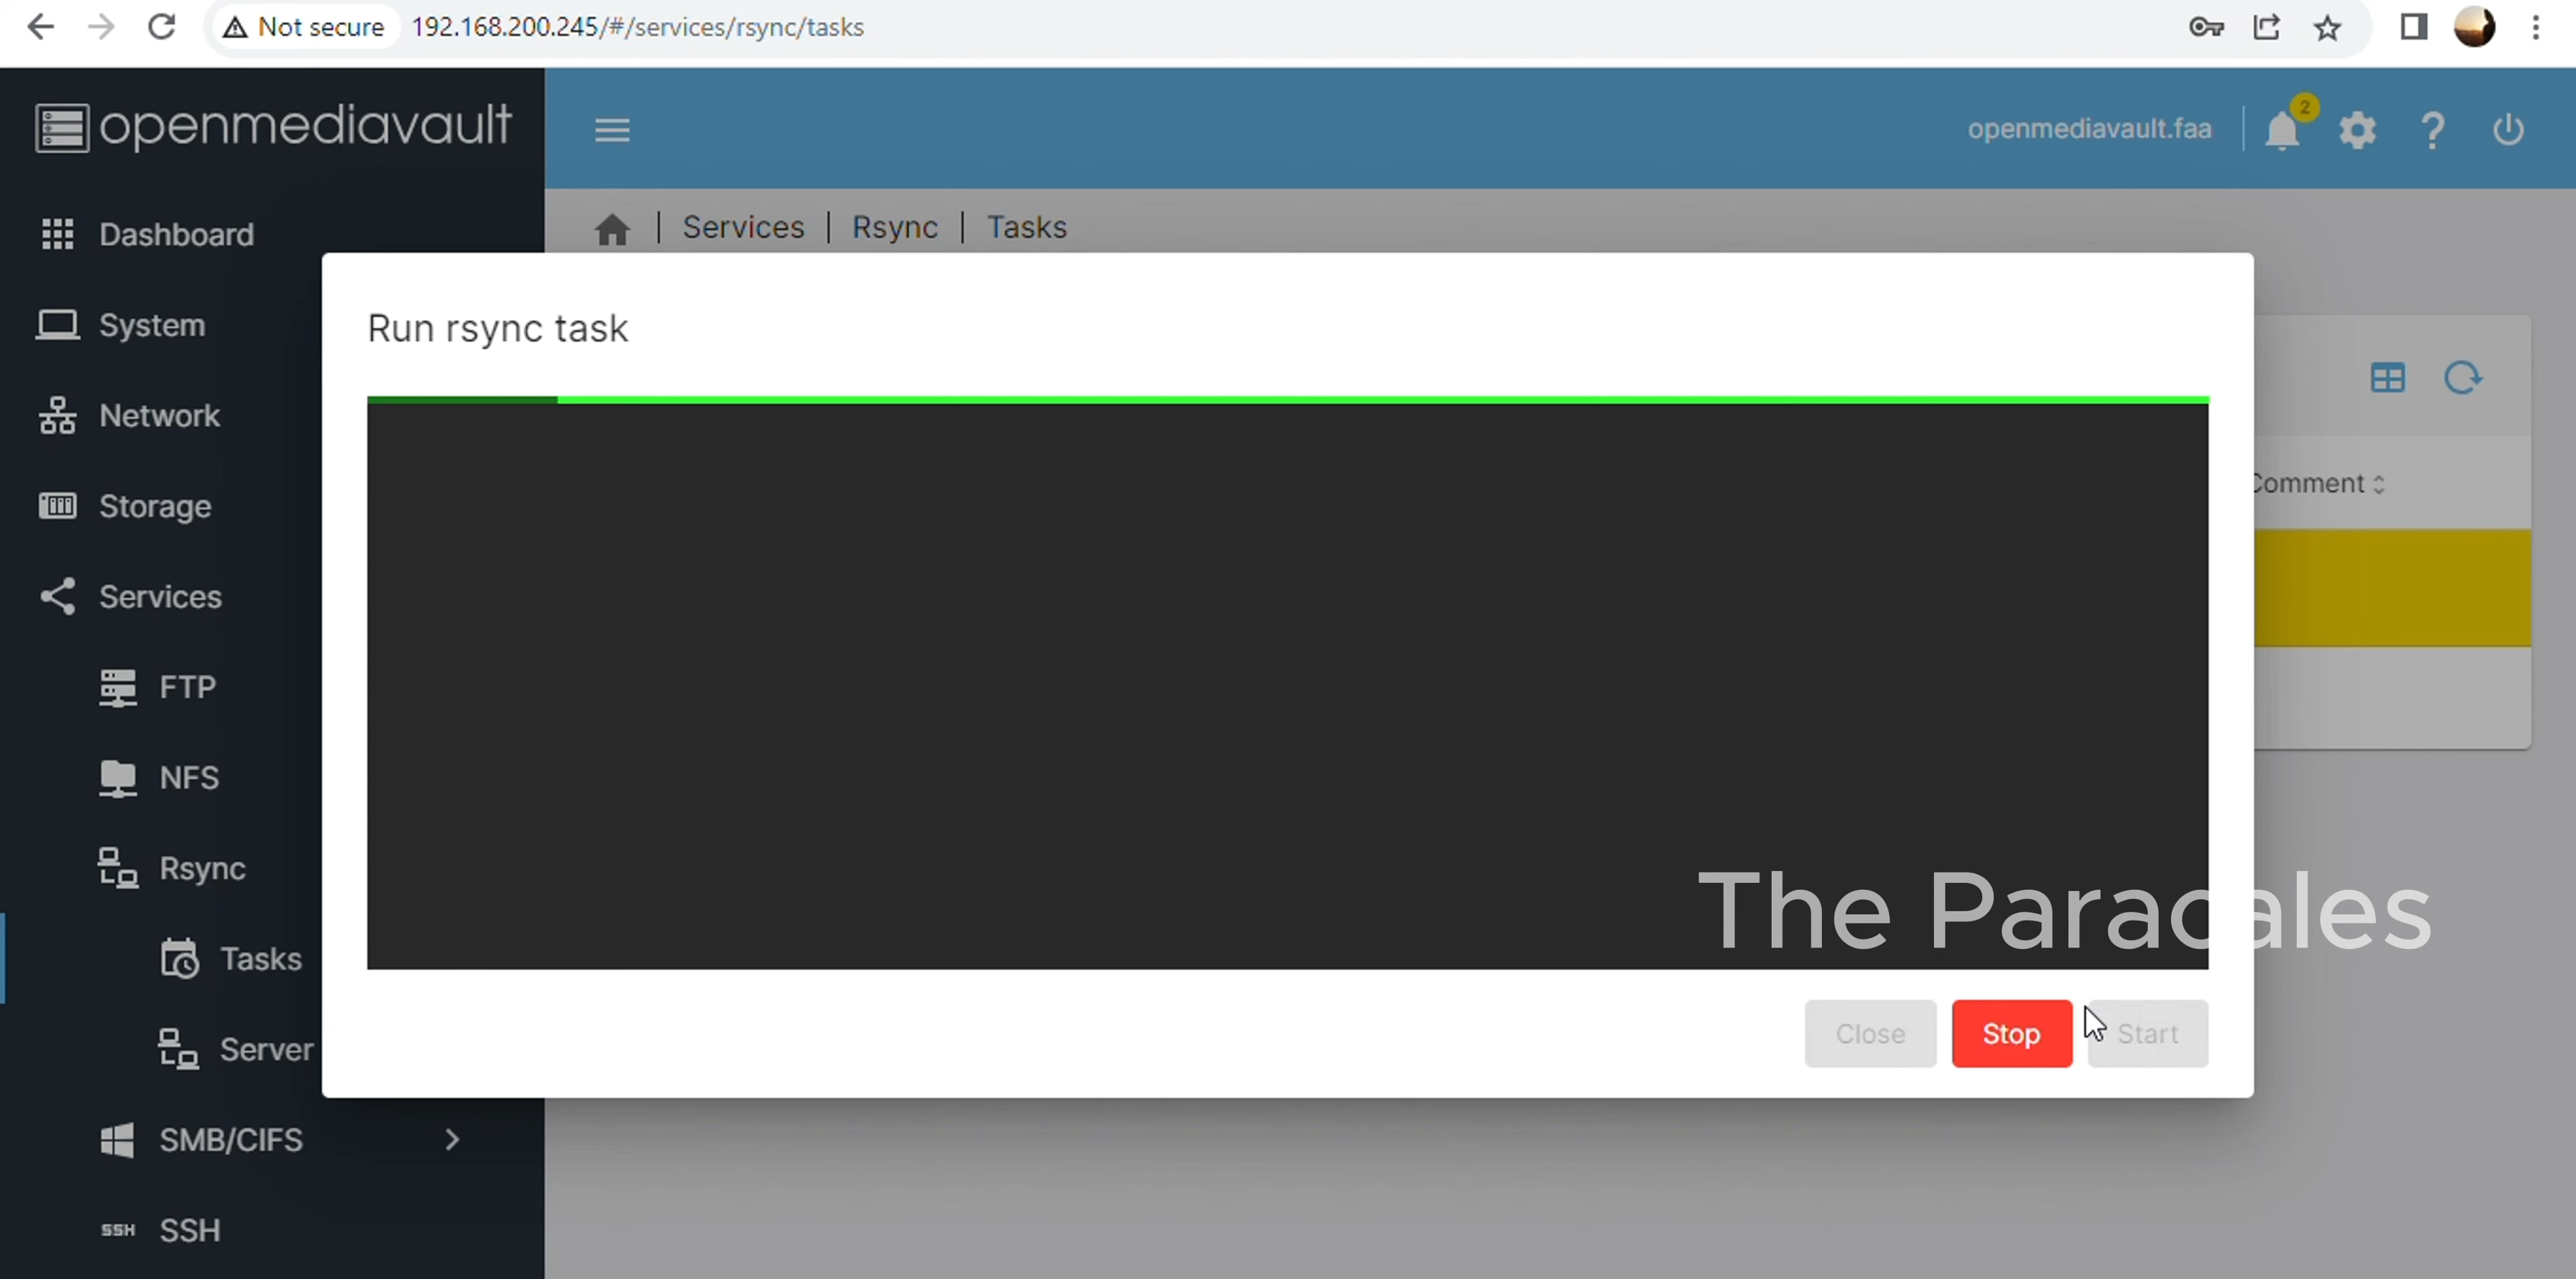 Not secure 192.168.200.245/#/services/rsync/tasks
openmediavault
openmediavault.faa
2
Services | Rsync | Tasks
Dashboard
System
Network
Storage
Services
FTP
NFS
Rsync
Tasks
Server
SMB/CIFS
SSH SSH
Run rsync task
Comment
The Paracales
Close
Stop
Start